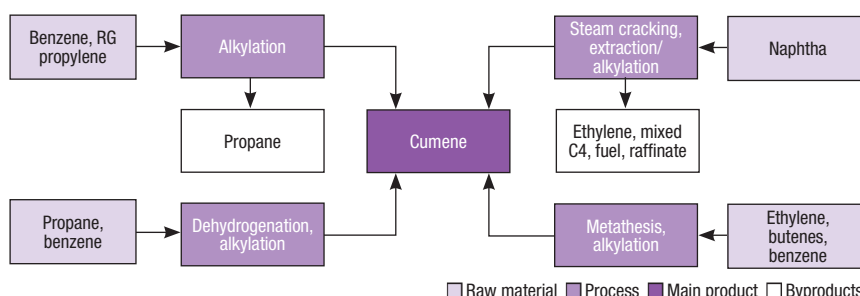 Benzene, RG
propylene
Alkylation
Steam cracking,
extraction/
alkylation
Naphtha
Propane
Cumene
Ethylene, mixed
C4, fuel, raffinate
Propane,
benzene
Dehydrogenation,
alkylation
Metathesis,
alkylation
Ethylene,
butenes,
benzene
Raw material Process Main product Byproducts